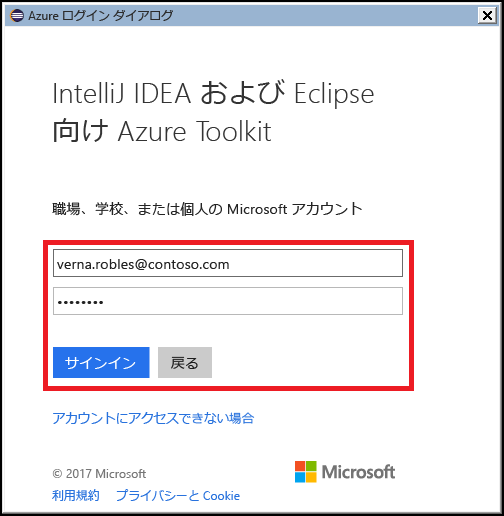 Azure ログイン ダイアログ
IntelliJ IDEA および Eclipse
向け Azure Toolkit
職場、学校、または個人の Microsoft アカウント
verna.robles@contoso.com
••••••••
サインイン
戻る
アカウントにアクセスできない場合
© 2017 Microsoft
Microsoft
利用規約 プライバシーと Cookie